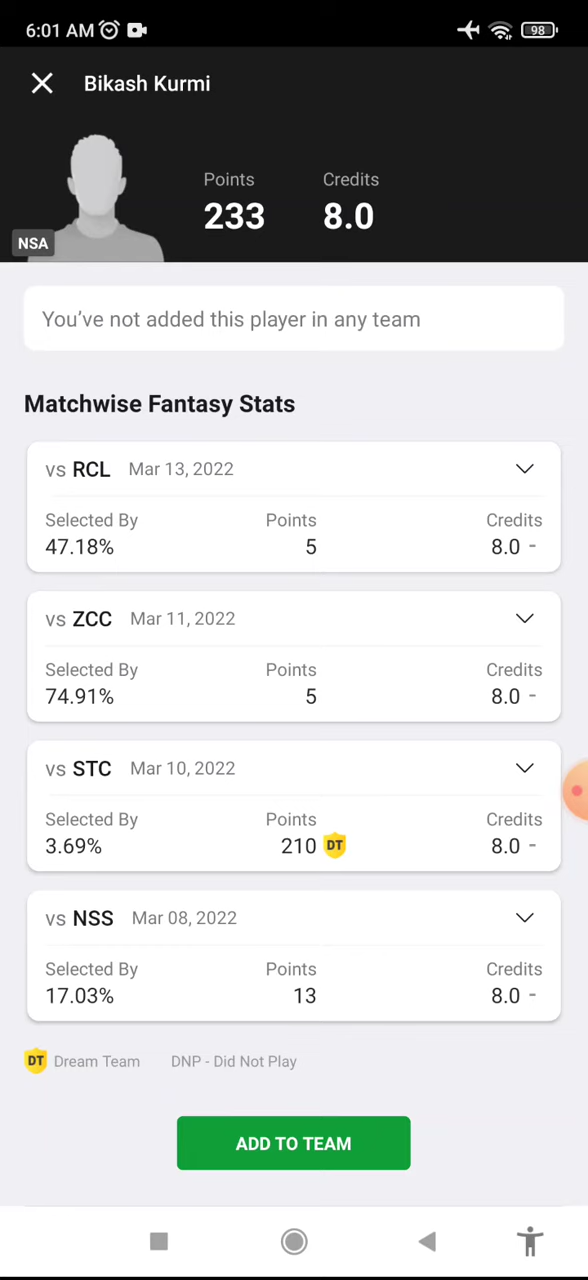 6:01 AM 98
Bikash Kurmi
Points Credits
233 8.0
NSA
You’ve not added this player in any team
Matchwise Fantasy Stats
vs RCL Mar 13, 2022
Selected By Points Credits
47.18% 5 8.0 -
vs ZCC Mar 11, 2022
Selected By Points Credits
74.91% 5 8.0 -
vs STC Mar 10, 2022
Selected By Points Credits
3.69% 210 DT 8.0 -
vs NSS Mar 08, 2022
Selected By Points Credits
17.03% 13 8.0 -
DT Dream Team DNP - Did Not Play
ADD TO TEAM